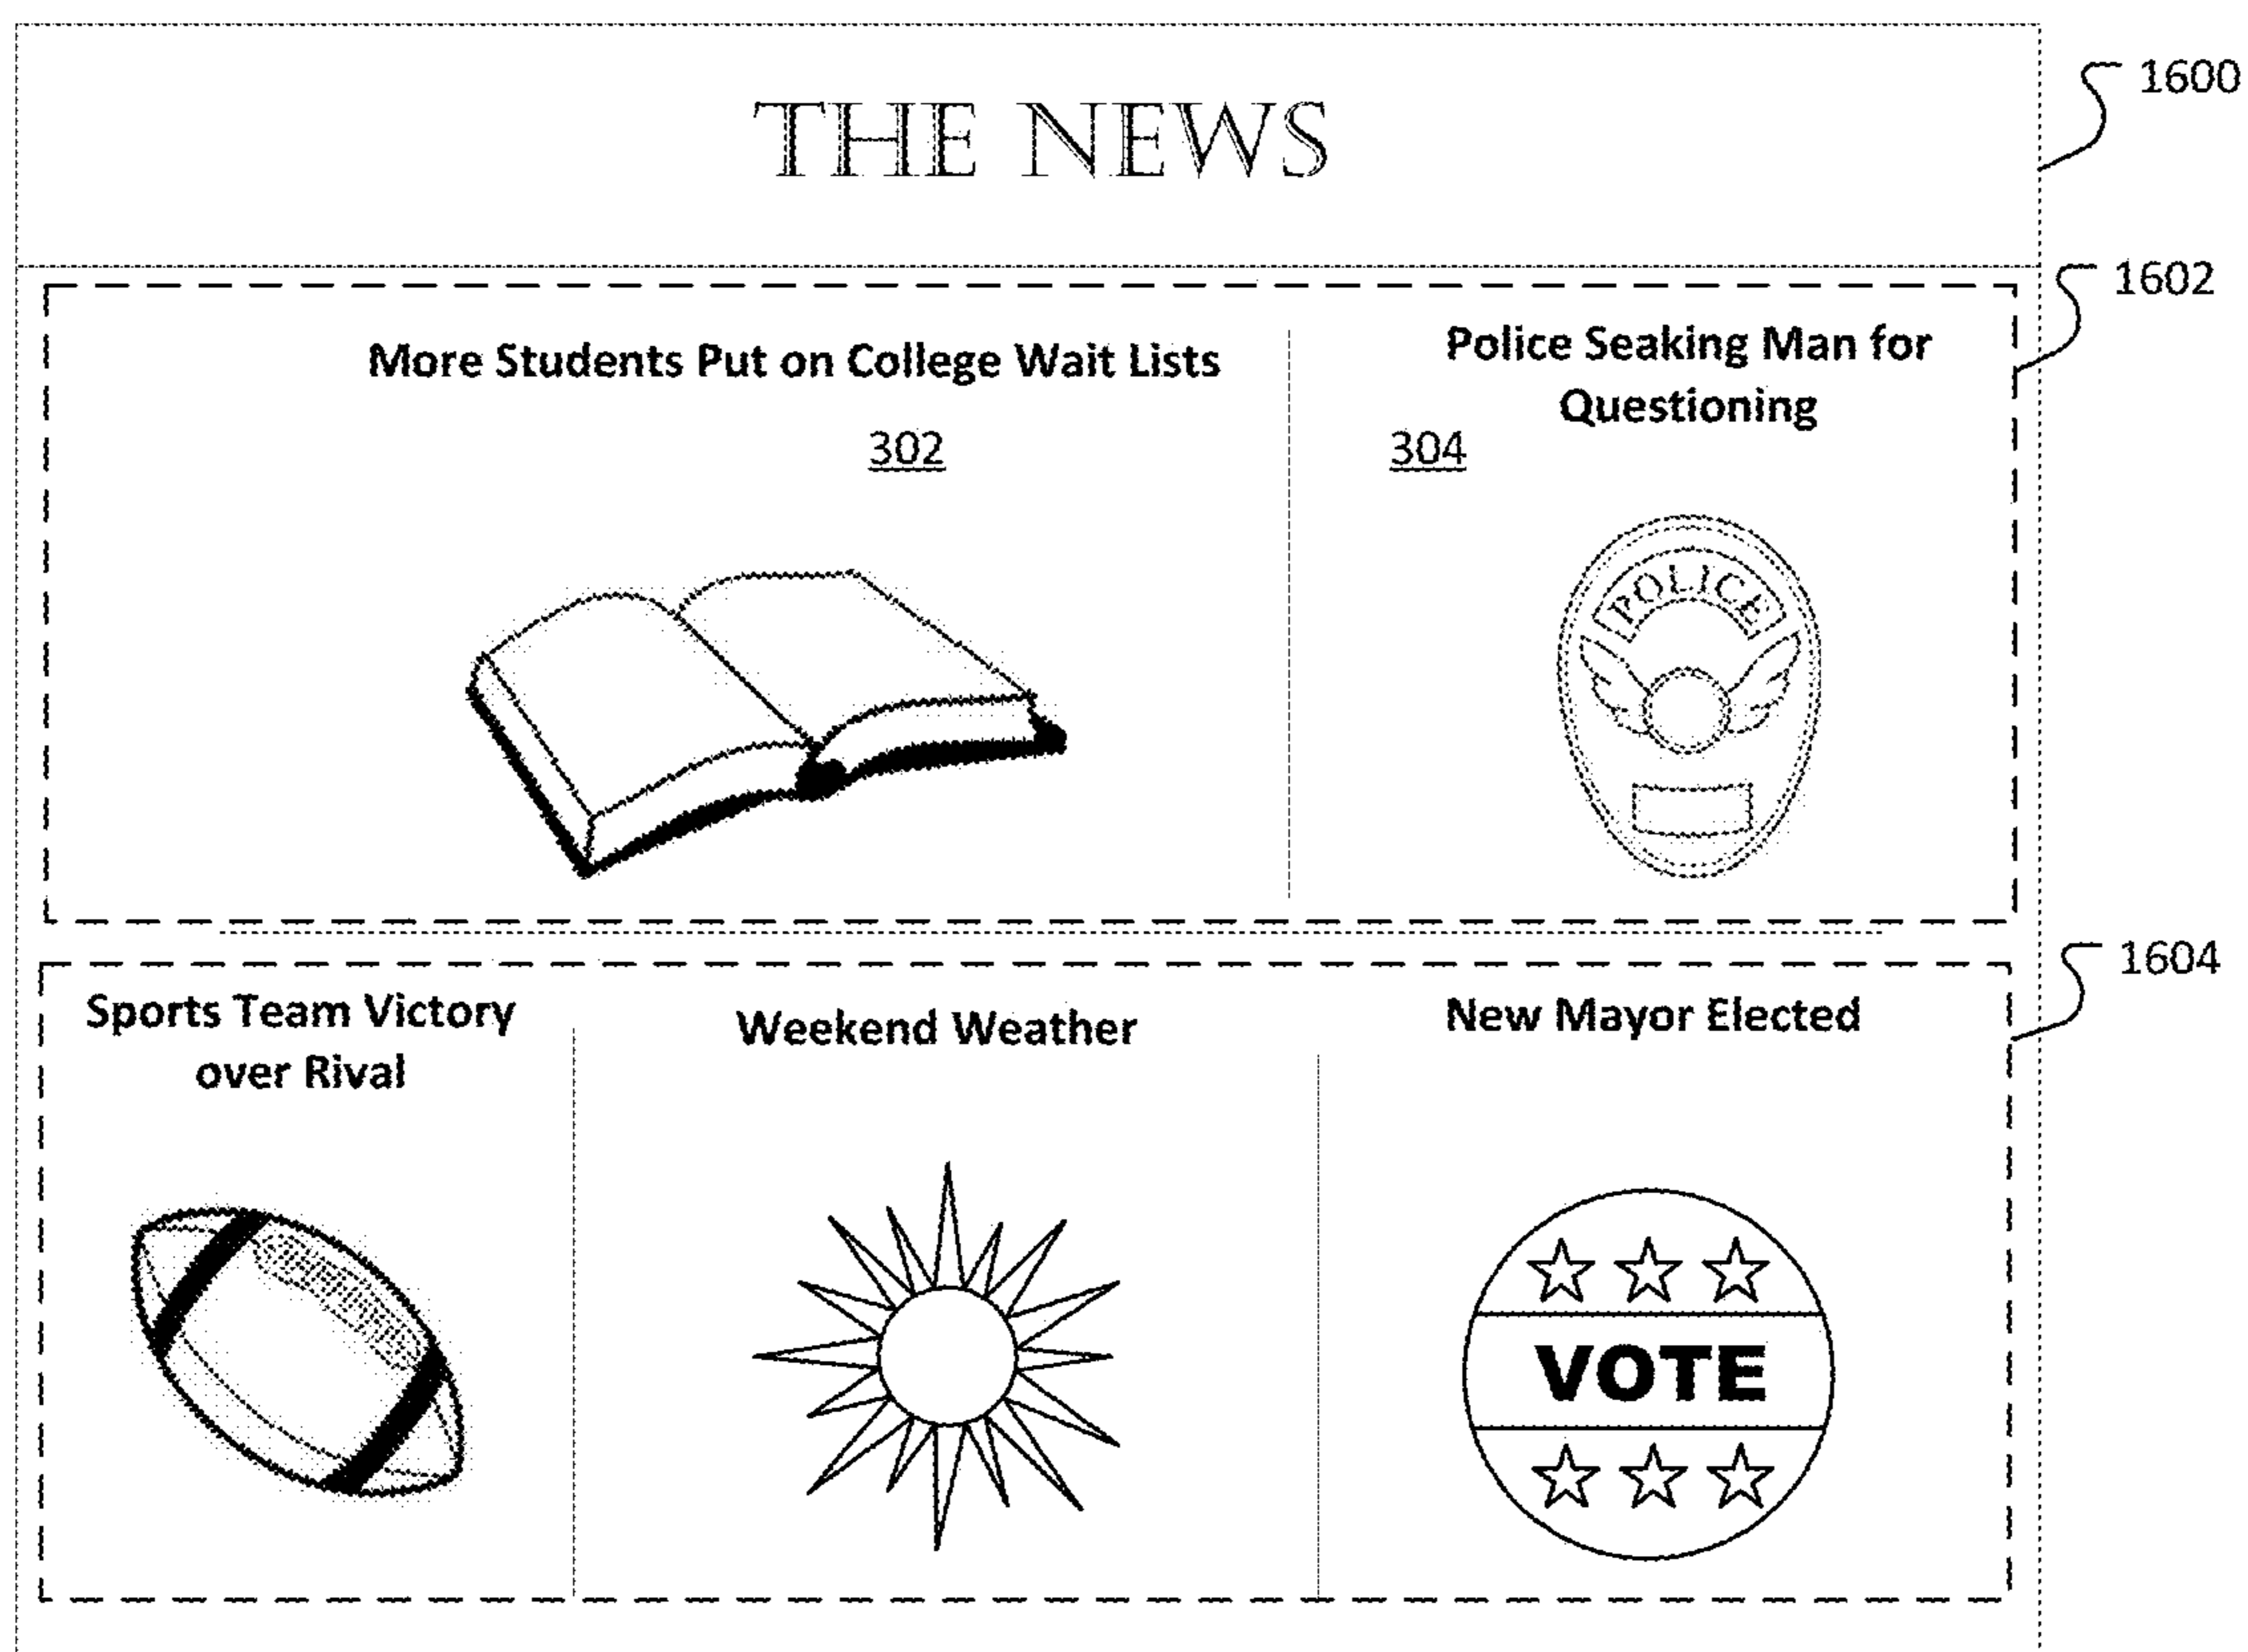 THE NEWS
1600
1602
More Students Put on College Wait Lists
302
Police Seaking Man for
Questioning
304
POLICE
1604
Sports Team Victory
over Rival
Weekend Weather
New Mayor Elected
VOTE